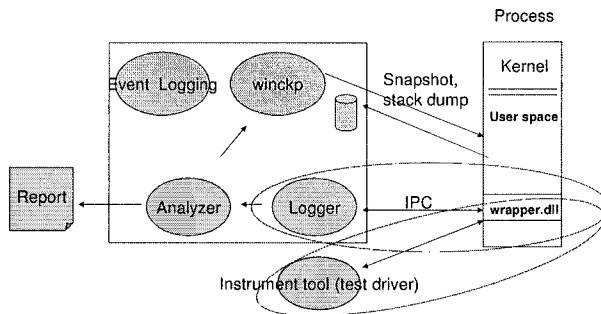 Process
Event Logging
winckp
Snapshot,
stack dump
Kernel
User space
Report
Analyzer
Logger
IPC
wrapper.dll
Instrument tool (test driver)